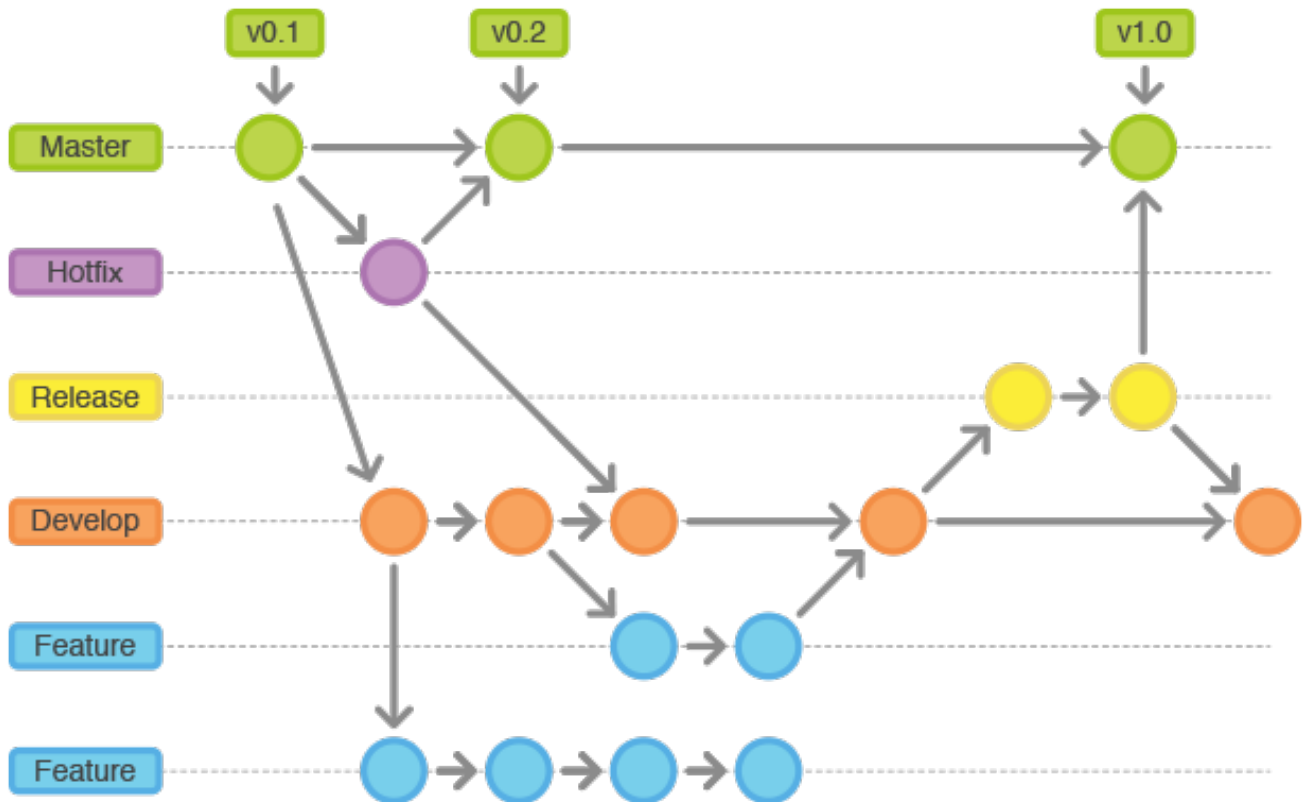 v0.1
v0.2
v1.0
Master
Hotfix
Release
Develop
Feature
Feature